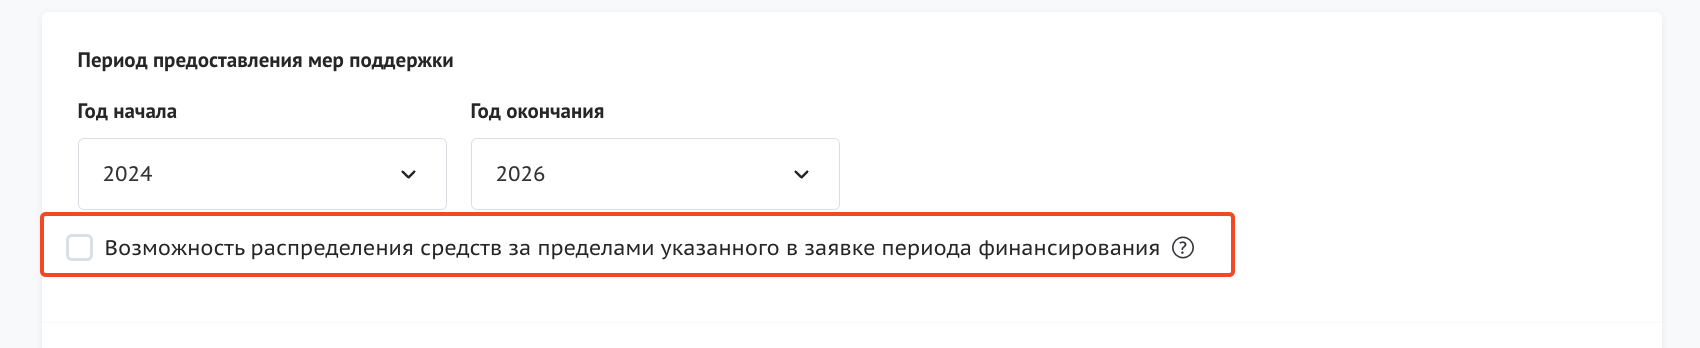 Период предоставления мер поддержки
Год начала Год окончания
2024 2026
Возможность распределения средств за пределами указанного в заявке периода финансирования ?